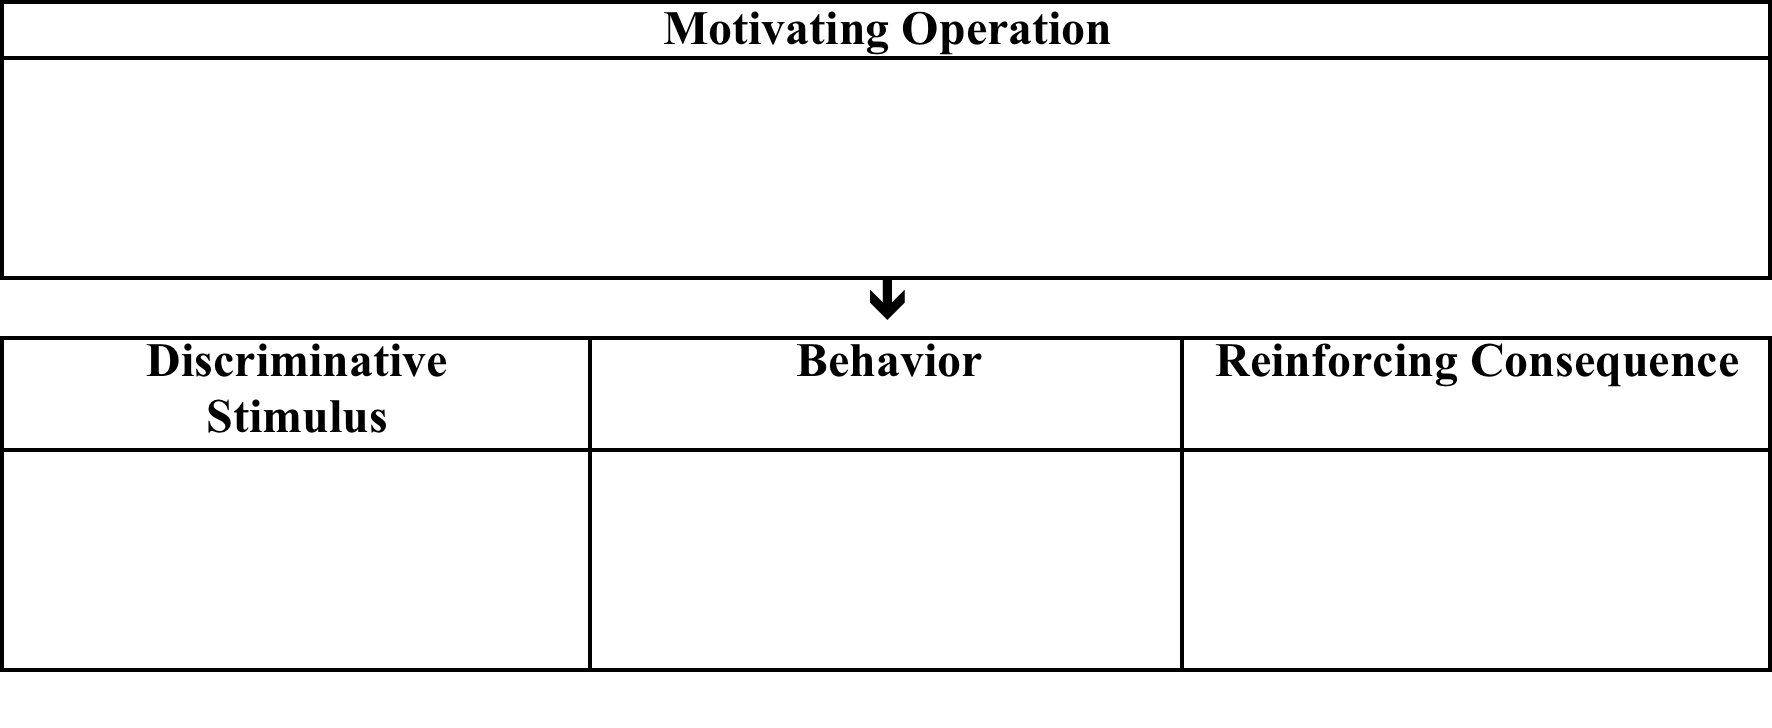 Motivating Operation
Discriminative
Stimulus
Behavior
Reinforcing Consequence